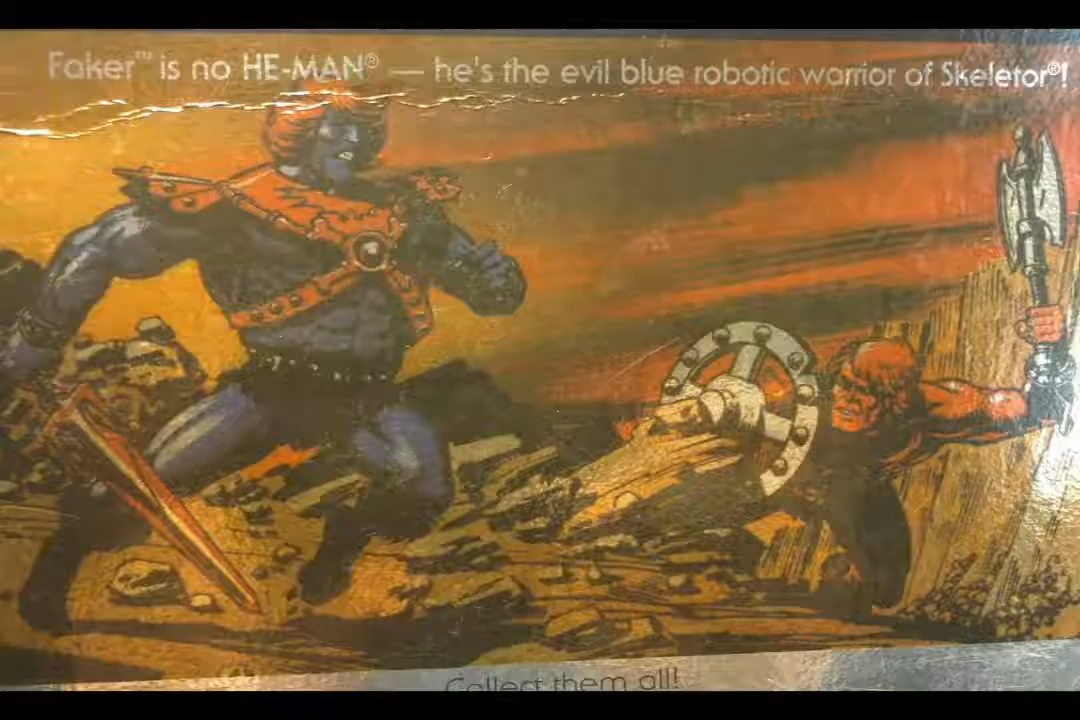 Faker™ is no HE-MAN® — he's the evil blue robotic warrior of Skeletor®!
Collect them all!